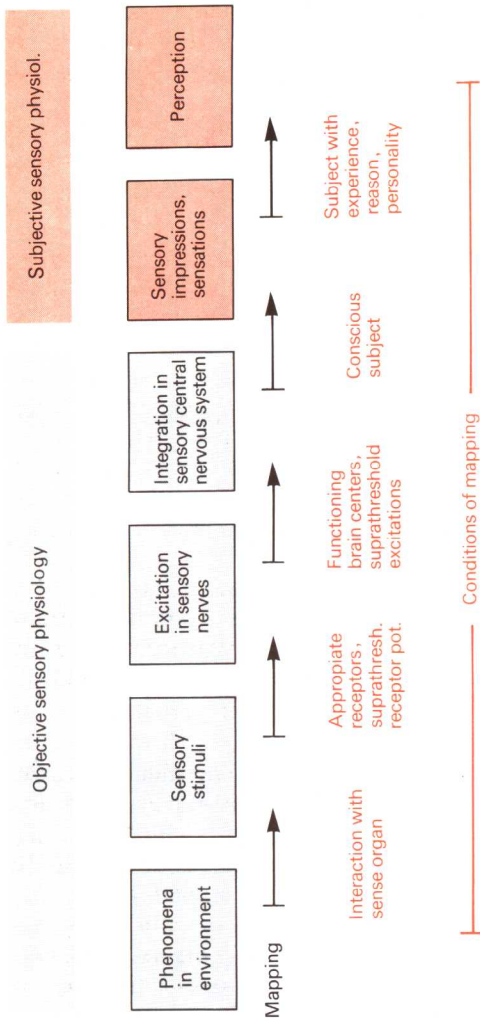 Objective sensory physiology
Subjective sensory physiol.
Phenomena
in
environment
Sensory
stimuli
Excitation
in sensory
nerves
Integration in
sensory central
nervous system
Sensory
impressions,
sensations
Perception
Mapping
Interaction with
sense organ
Appropiate
receptors,
suprathresh.
receptor pot.
Functioning
brain centers,
suprathreshold
excitations
Conscious
subject
Subject with
experience,
reason,
personality
Conditions of mapping